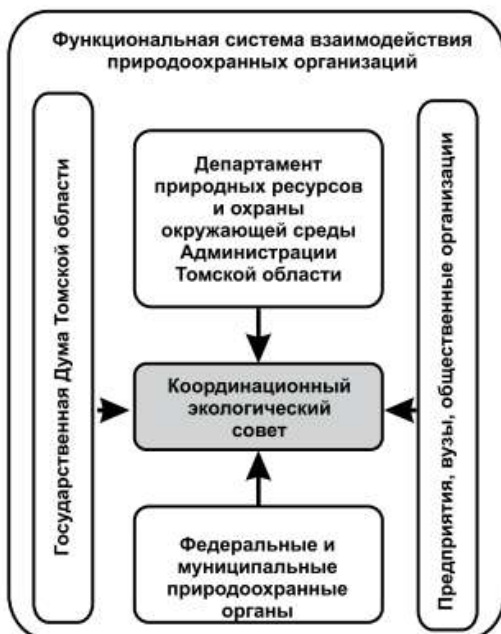 Функциональная система взаимодействия
природоохранных организаций
Государственная Дума Томской области
Департамент
природных ресурсов
и охраны
окружающей среды
Администрации
Томской области
Координационный
экологический
совет
Федеральные и
муниципальные
природоохранные
органы
Предприятия, вузы, общественные организации